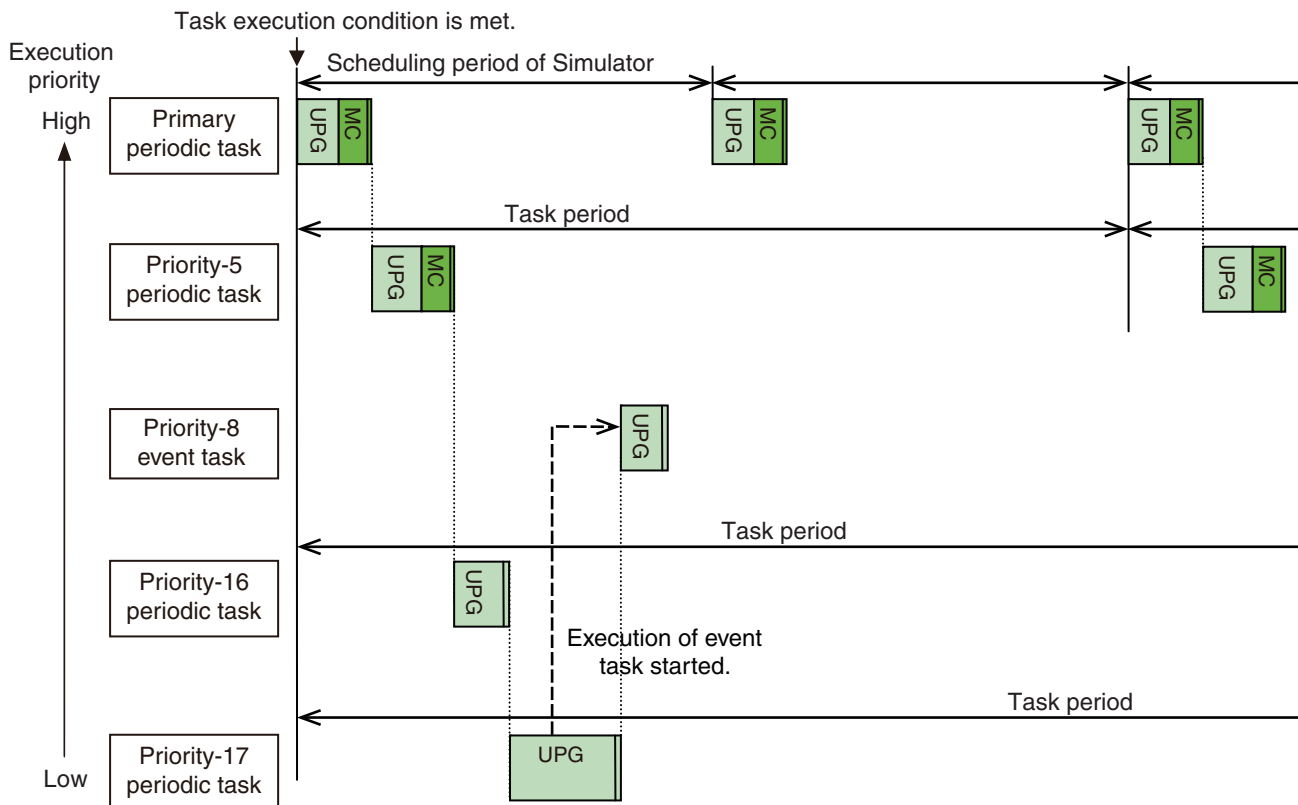 Task execution condition is met.
Execution
priority
Scheduling period of Simulator
High
Primary
periodic task
UPG
MC
UPG
MC
UPG
MC
Task period
Priority-5
periodic task
UPG
MC
UPG
MC
Priority-8
event task
UPG
Task period
Priority-16
periodic task
UPG
Execution of event
task started.
Task period
Low
Priority-17
periodic task
UPG